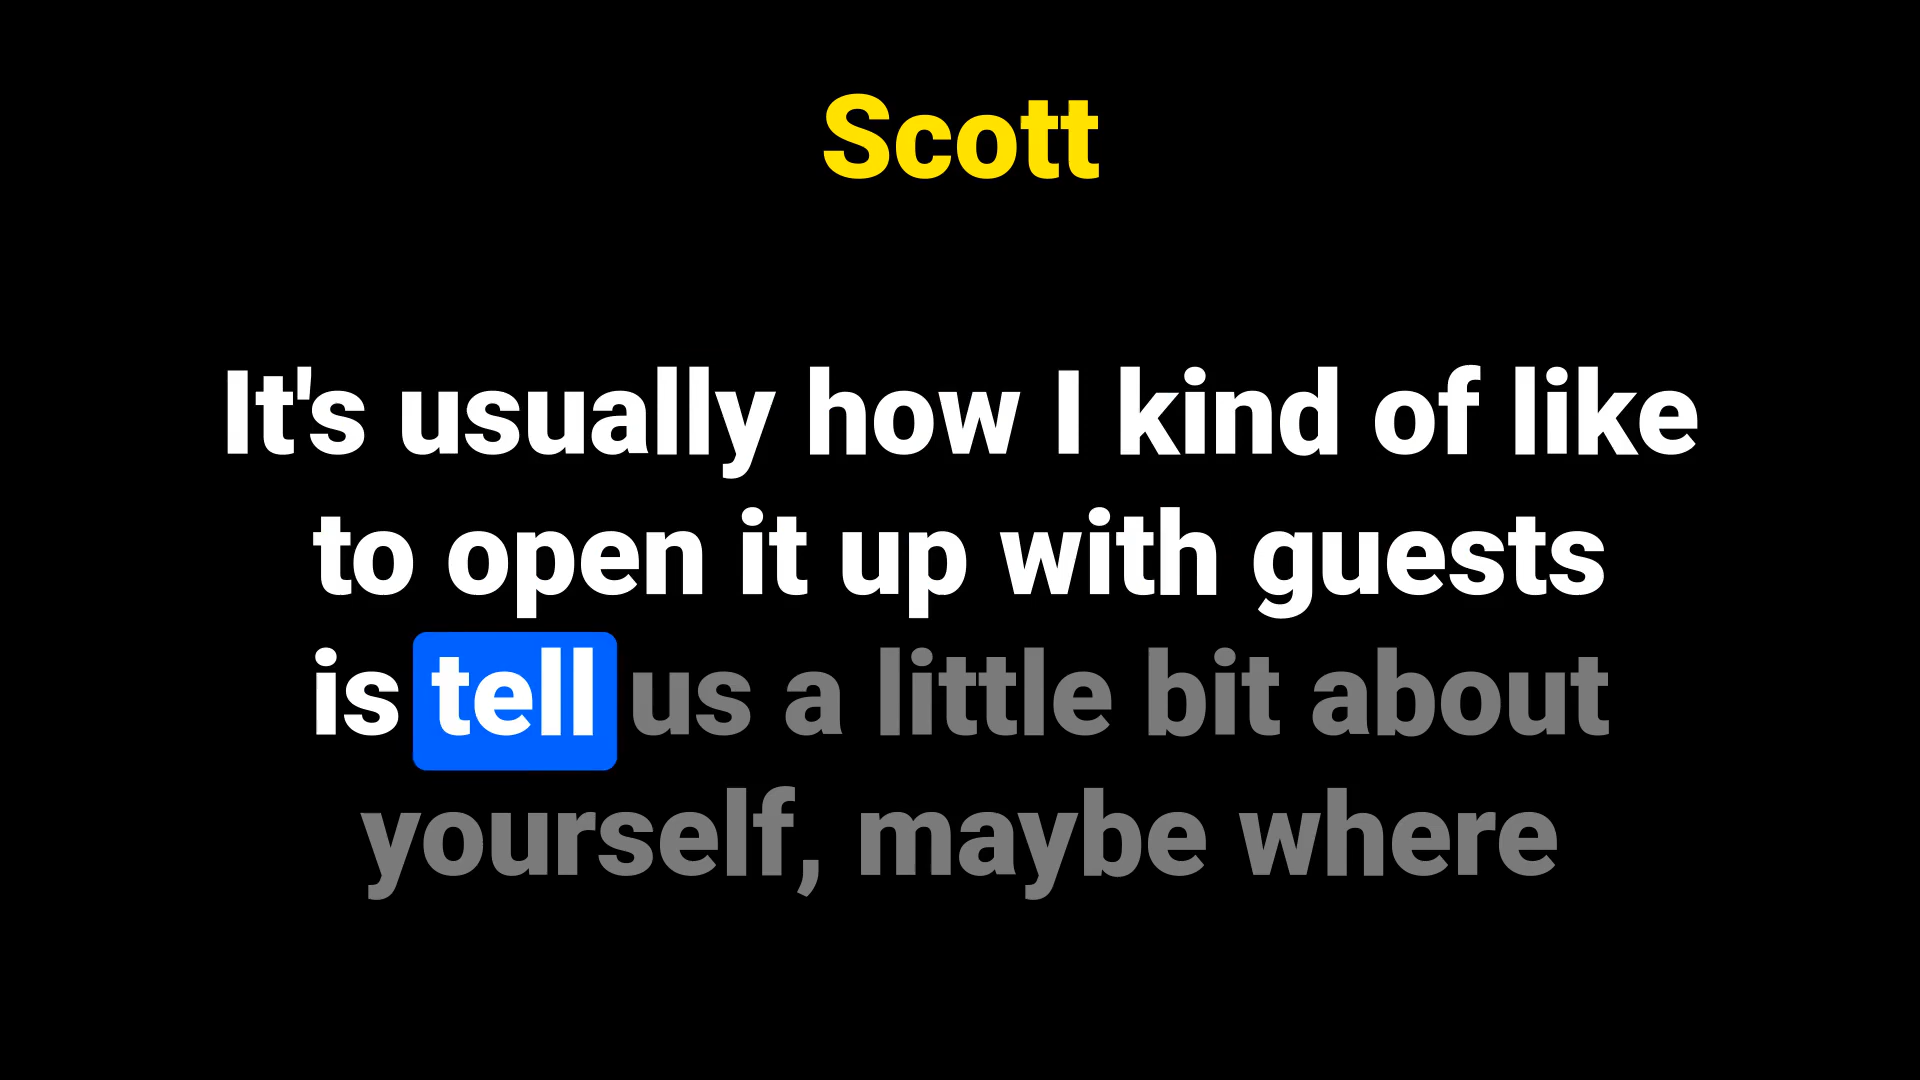 Scott
It's usually how I kind of like
to open it up with guests
is tell us a little bit about
yourself, maybe where